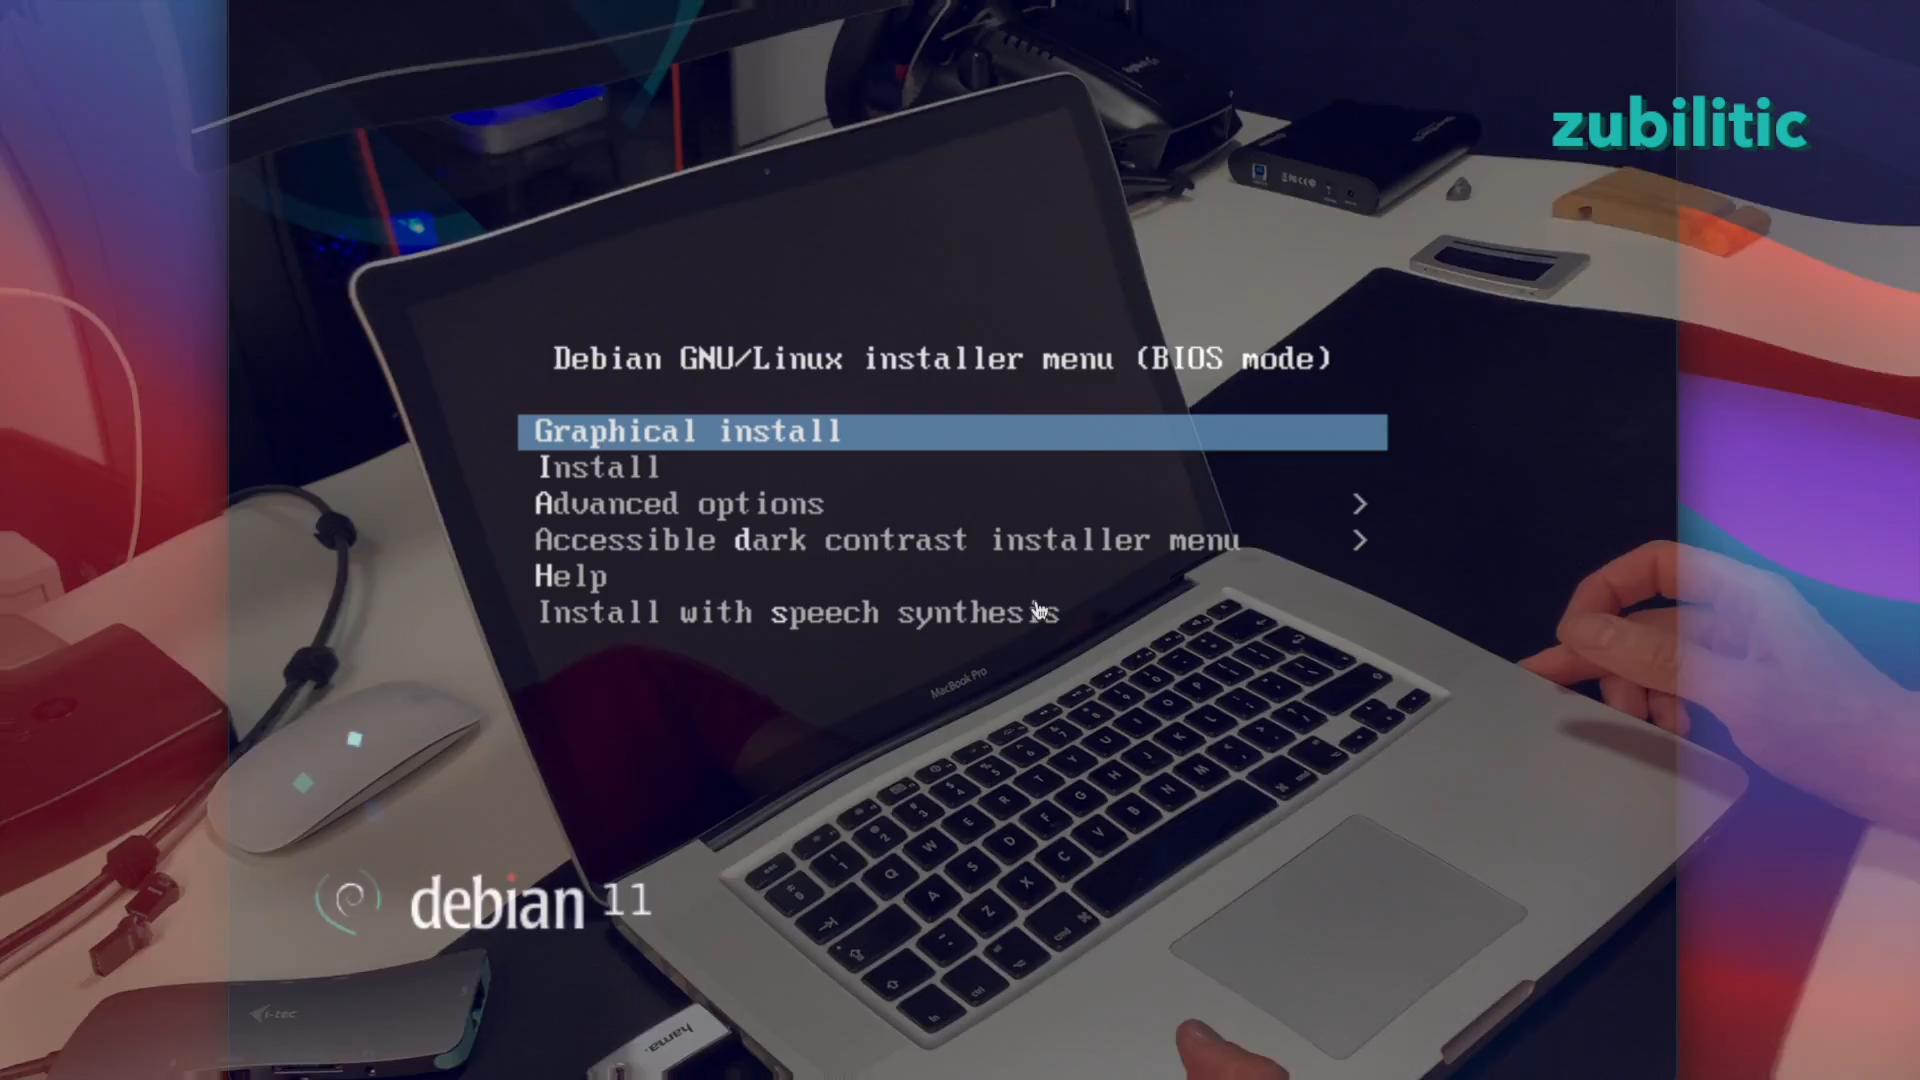 zubilitic
Debian GNU/Linux installer menu (BIOS mode)
Graphical install
Install
Advanced options >
Accessible dark contrast installer menu >
Help
Install with speech synthesis
MacBook Pro
debian 11
i-tec
hama.